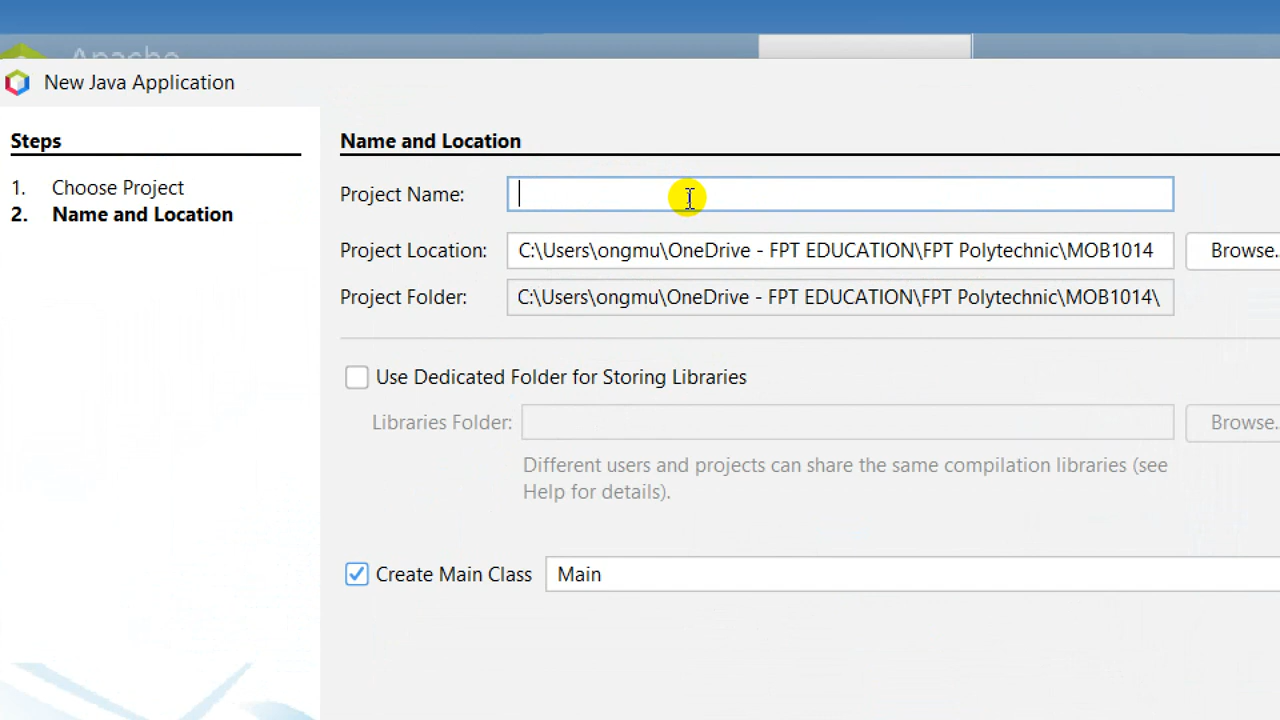 Apache
New Java Application
Steps
1. Choose Project
2. Name and Location
Name and Location
Project Name:
Project Location: C:\Users\ongmu\OneDrive - FPT EDUCATION\FPT Polytechnic\MOB1014 Browse..
Project Folder: C:\Users\ongmu\OneDrive - FPT EDUCATION\FPT Polytechnic\MOB1014\
Use Dedicated Folder for Storing Libraries
Libraries Folder: Browse..
Different users and projects can share the same compilation libraries (see
Help for details).
Create Main Class Main